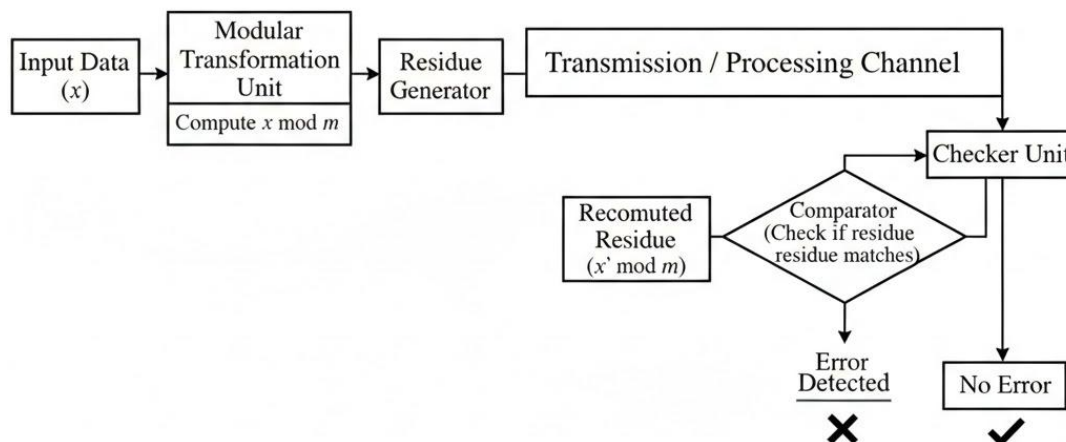 Input Data
(x)
Modular
Transformation
Unit
Compute x mod m
Residue
Generator
Transmission / Processing Channel
Checker Unit
Recomuted
Residue
(x‵ mod m)
Comparator
(Check if residue
residue matches)
Error
Detected
No Error